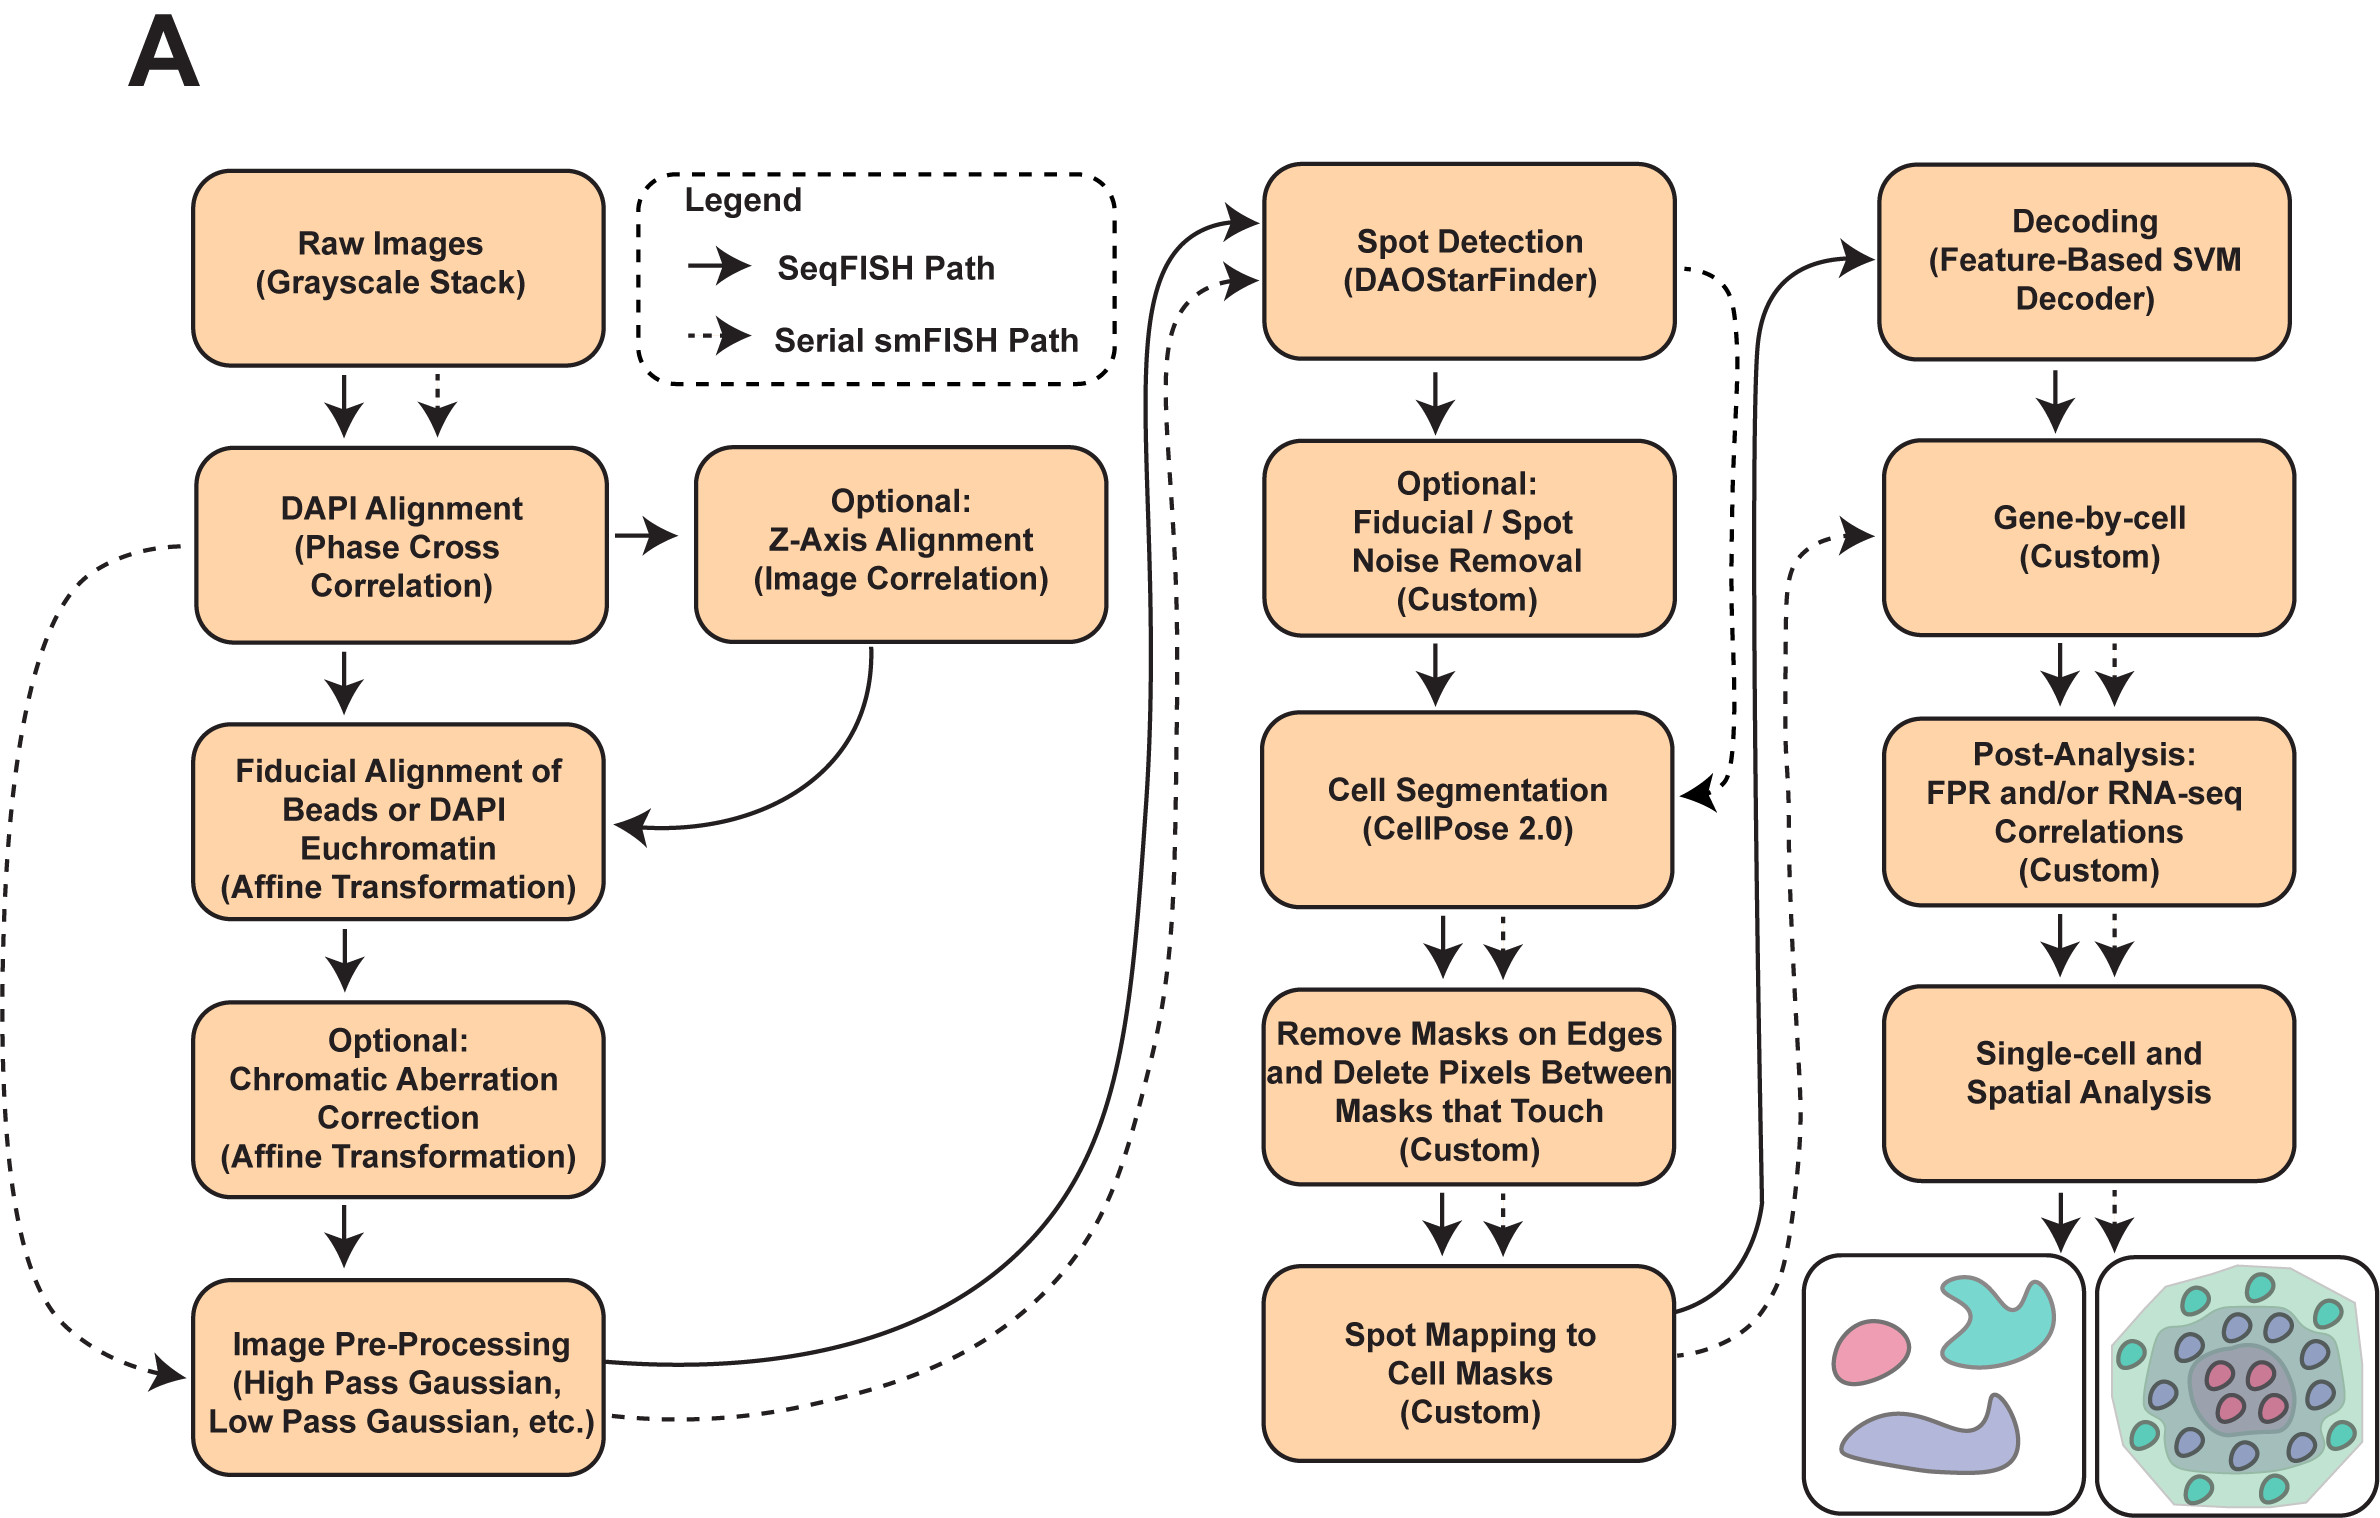 A
Raw Images
(Grayscale Stack)
Legend
SeqFISH Path
Serial smFISH Path
DAPI Alignment
(Phase Cross
Correlation)
Optional:
Z-Axis Alignment
(Image Correlation)
Fiducial Alignment of
Beads or DAPI
Euchromatin
(Affine Transformation)
Optional:
Chromatic Aberration
Correction
(Affine Transformation)
Image Pre-Processing
(High Pass Gaussian,
Low Pass Gaussian, etc.)
Spot Detection
(DAOStarFinder)
Optional:
Fiducial / Spot
Noise Removal
(Custom)
Cell Segmentation
(CellPose 2.0)
Remove Masks on Edges
and Delete Pixels Between
Masks that Touch
(Custom)
Spot Mapping to
Cell Masks
(Custom)
Decoding
(Feature-Based SVM
Decoder)
Gene-by-cell
(Custom)
Post-Analysis:
FPR and/or RNA-seq
Correlations
(Custom)
Single-cell and
Spatial Analysis